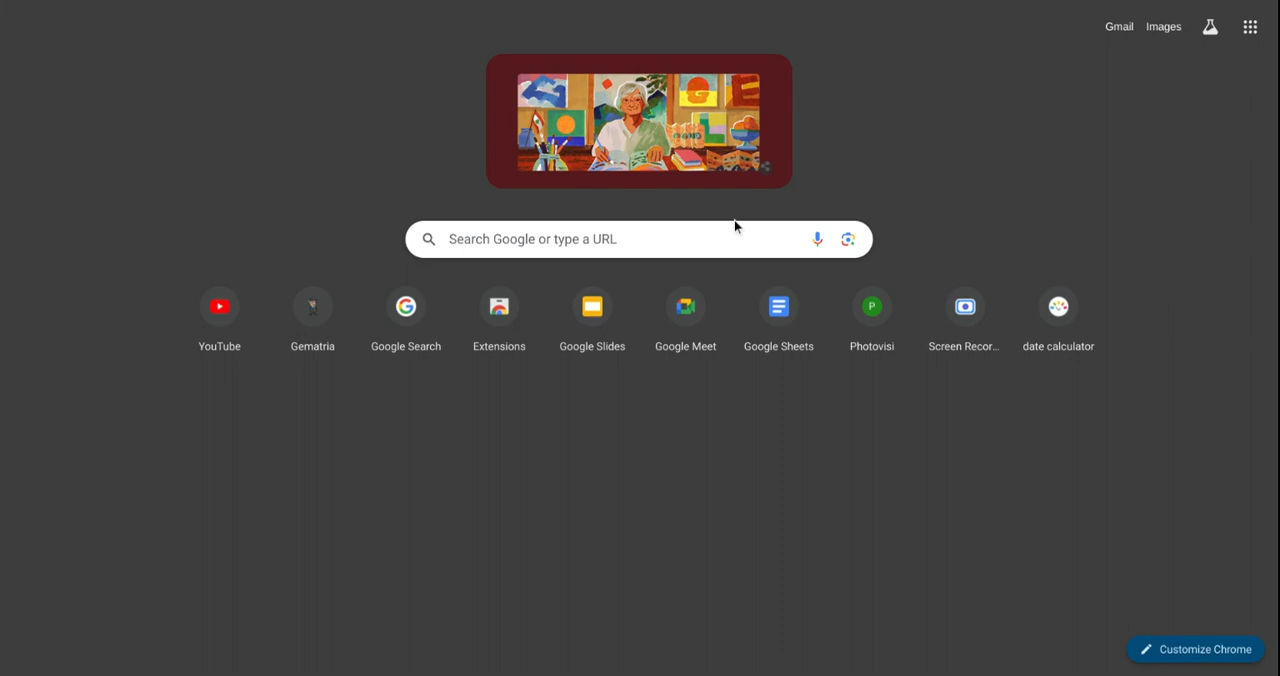 Gmail Images
Search Google or type a URL
YouTube Gematria Google Search Extensions Google Slides Google Meet Google Sheets Photovisi Screen Recor... date calculator
P
Customize Chrome